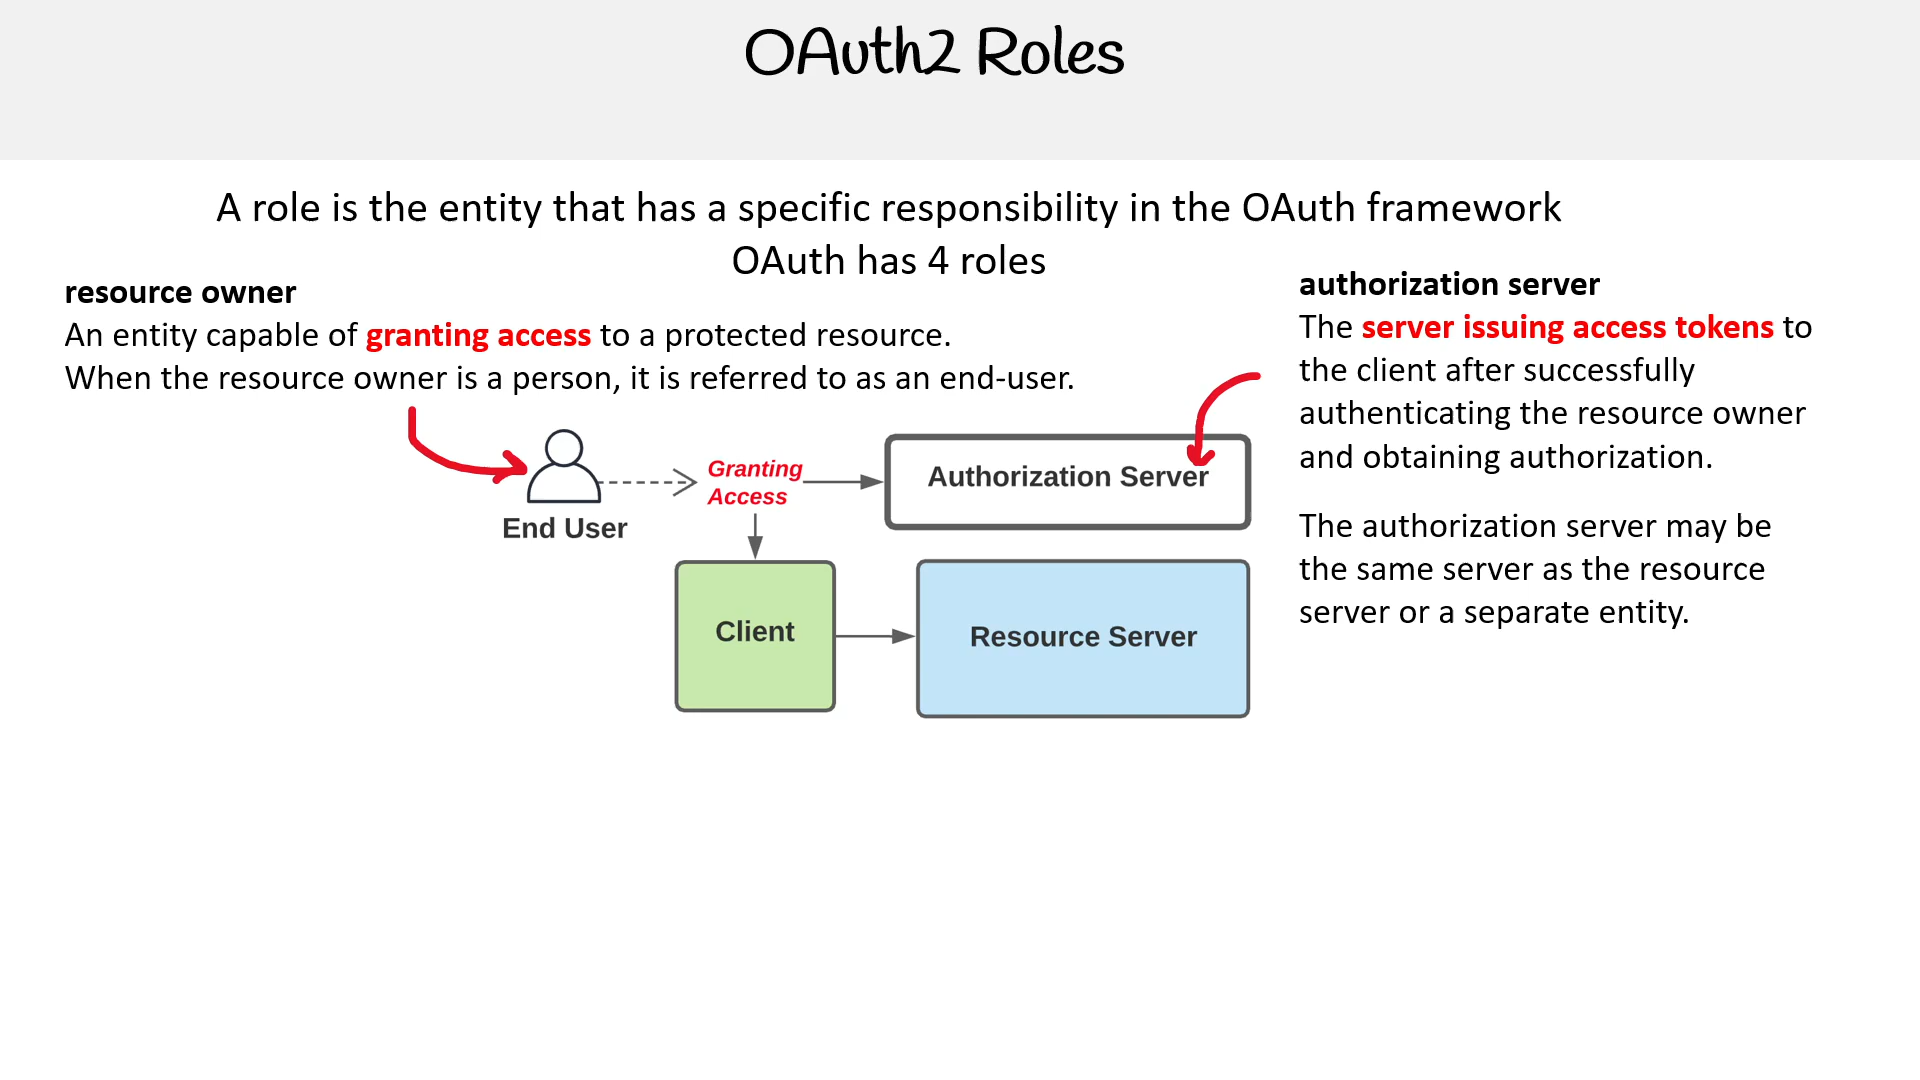 OAuth2 Roles
A role is the entity that has a specific responsibility in the OAuth framework
OAuth has 4 roles
resource owner
An entity capable of granting access to a protected resource.
When the resource owner is a person, it is referred to as an end-user.
authorization server
The server issuing access tokens to
the client after successfully
authenticating the resource owner
and obtaining authorization.
The authorization server may be
the same server as the resource
server or a separate entity.
End User
Granting
Access
Authorization Server
Client
Resource Server